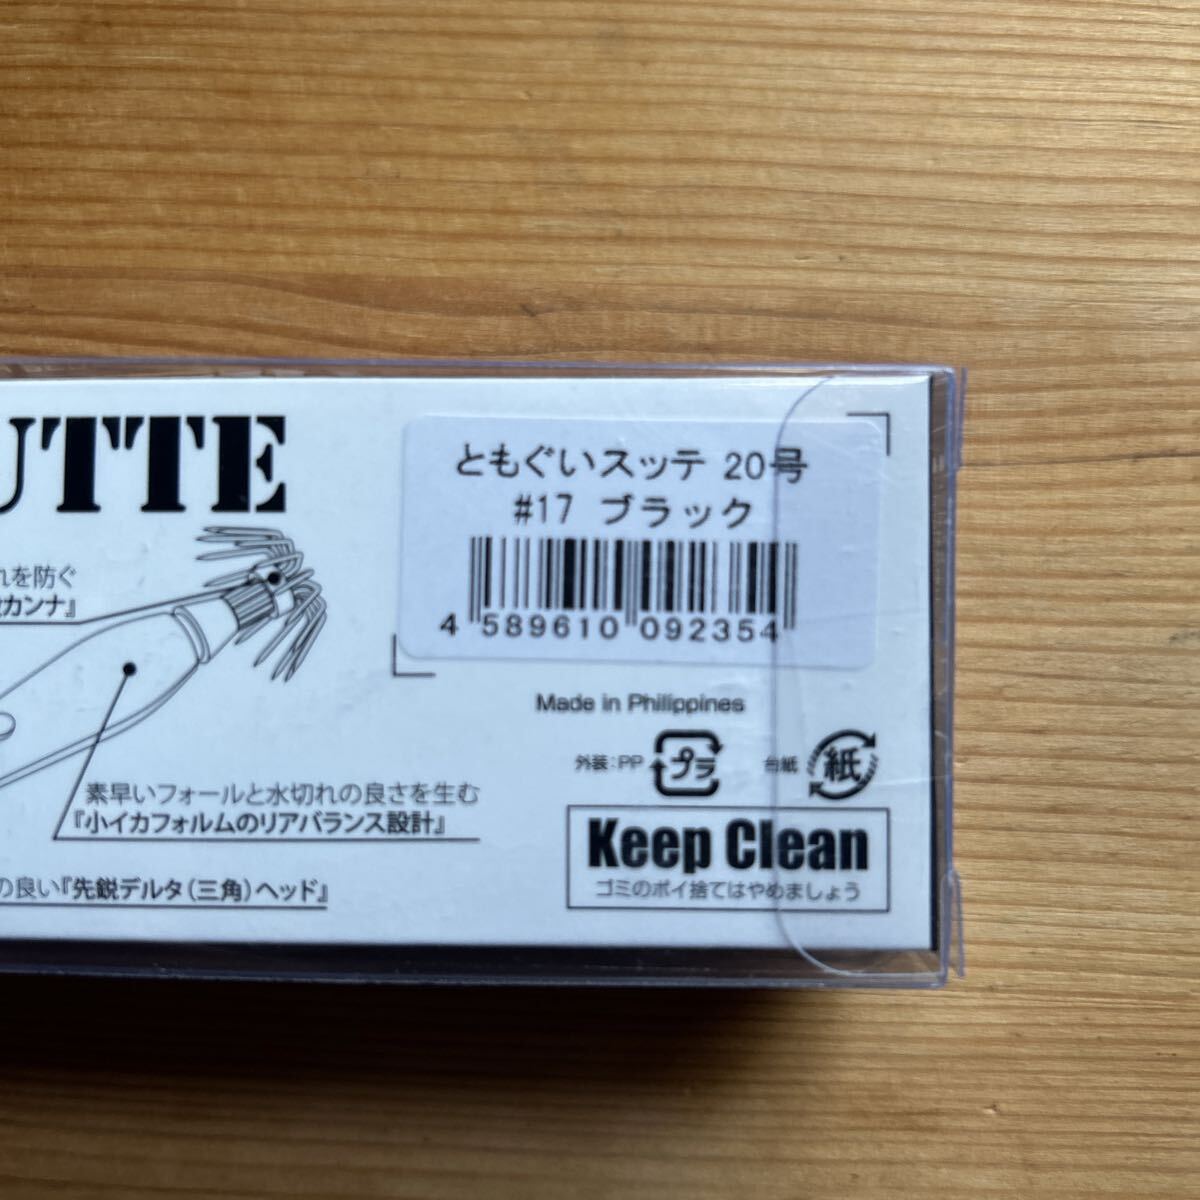 UTTE
ともぐいスッテ 20号
#17 ブラック
4 589610 092354
れを防ぐ
カンナ』
Made in Philippines
外装:PP プラ 台紙 紙
素早いフォールと水切れの良さを生む
『小イカフォルムのリアバランス設計』
の良い『先鋭デルタ(三角)ヘッド』
Keep Clean
ゴミのポイ捨てはやめましょう